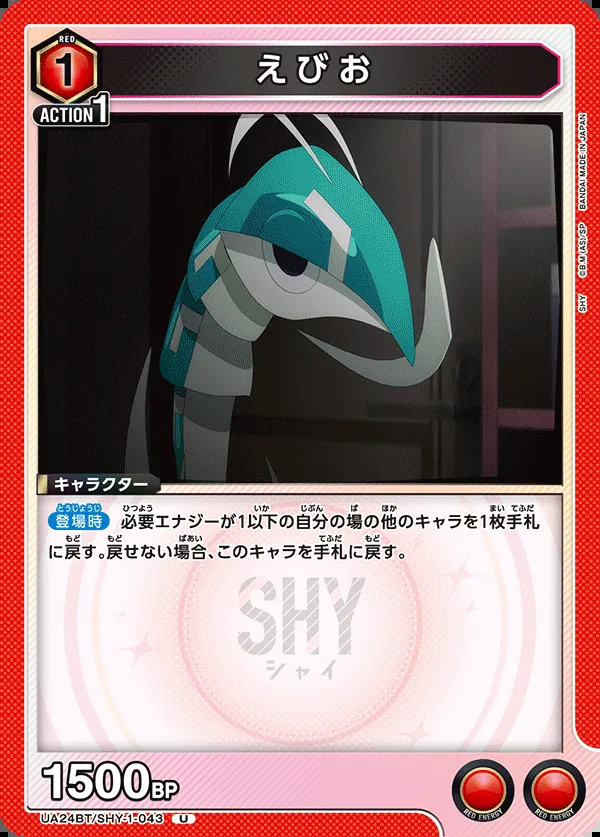 RED
1
ACTION1
えびお
SHY ©B.M(AS)/SP BANDAI MADE IN JAPAN
キャラクター
登場時 必要エナジーが1以下の自分の場の他のキャラを1枚手札
に戻す。戻せない場合、このキャラを手札に戻す。
SHY
シャイ
1500BP
RED ENERGY RED ENERGY
UA24BT/SHY-1-043 U